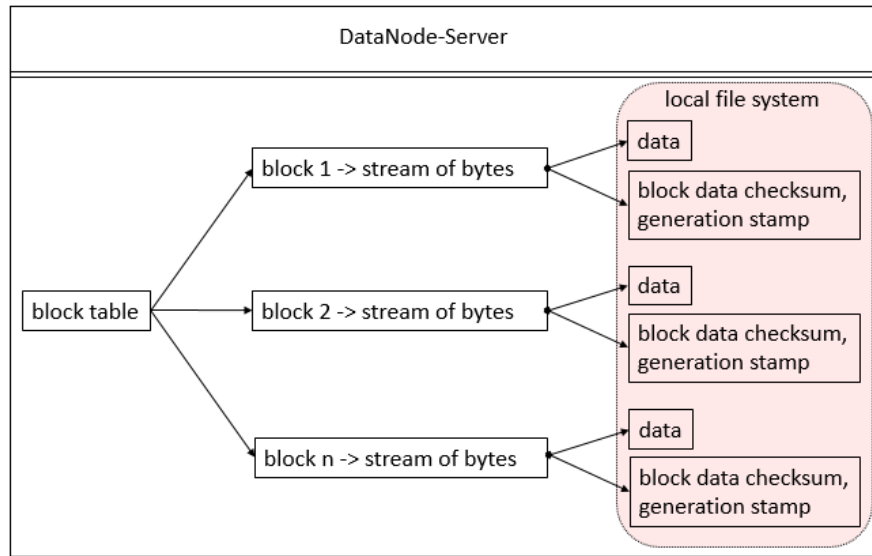 DataNode-Server
local file system
block 1 -> stream of bytes
data
block data checksum,
generation stamp
block table
block 2 -> stream of bytes
data
block data checksum,
generation stamp
block n -> stream of bytes
data
block data checksum,
generation stamp